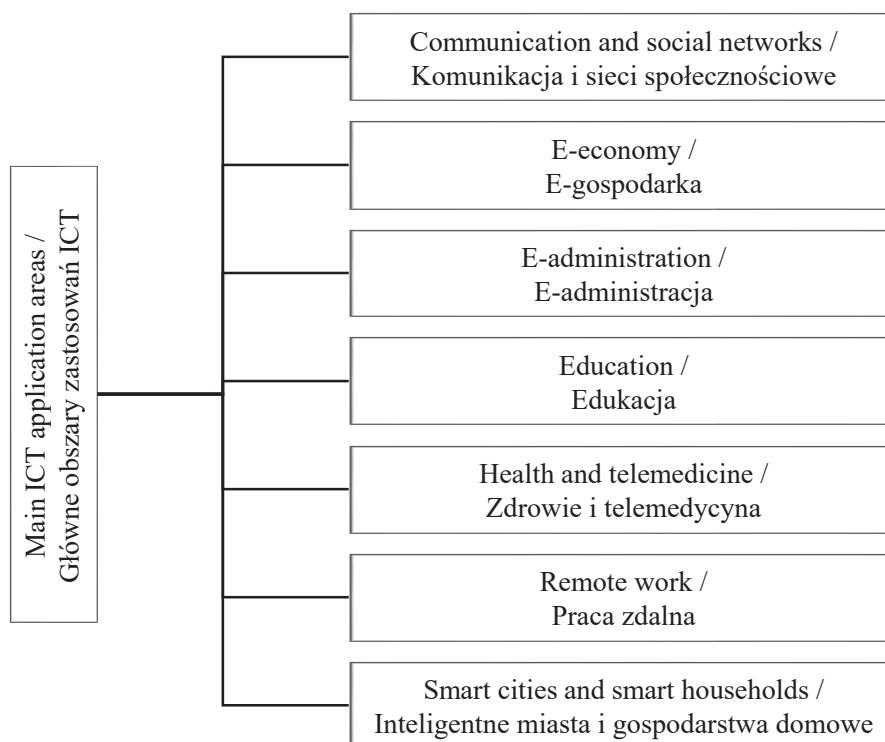 Main ICT application areas /
Główne obszary zastosowań ICT
Communication and social networks /
Komunikacja i sieci społecznościowe
E-economy /
E-gospodarka
E-administration /
E-administracja
Education /
Edukacja
Health and telemedicine /
Zdrowie i telemedycyna
Remote work /
Praca zdalna
Smart cities and smart households /
Inteligentne miasta i gospodarstwa domowe